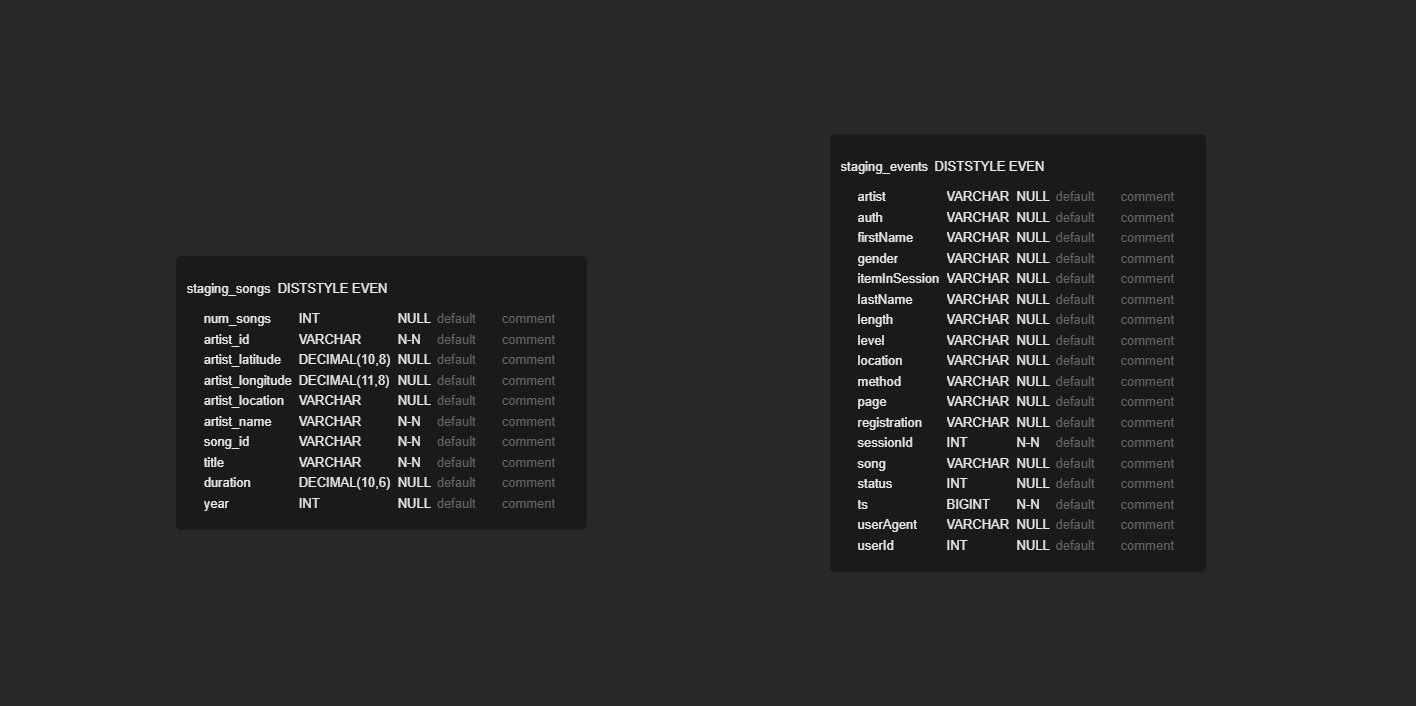 staging_songs DISTSTYLE EVEN
num_songs INT NULL default comment
artist_id VARCHAR N-N default comment
artist_latitude DECIMAL(10,8) NULL default comment
artist_longitude DECIMAL(11,8) NULL default comment
artist_location VARCHAR NULL default comment
artist_name VARCHAR N-N default comment
song_id VARCHAR N-N default comment
title VARCHAR N-N default comment
duration DECIMAL(10,6) NULL default comment
year INT NULL default comment
staging_events DISTSTYLE EVEN
artist VARCHAR NULL default comment
auth VARCHAR NULL default comment
firstName VARCHAR NULL default comment
gender VARCHAR NULL default comment
itemInSession VARCHAR NULL default comment
lastName VARCHAR NULL default comment
length VARCHAR NULL default comment
level VARCHAR NULL default comment
location VARCHAR NULL default comment
method VARCHAR NULL default comment
page VARCHAR NULL default comment
registration VARCHAR NULL default comment
sessionId INT N-N default comment
song VARCHAR NULL default comment
status INT NULL default comment
ts BIGINT N-N default comment
userAgent VARCHAR NULL default comment
userId INT NULL default comment